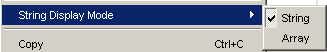 String Display Mode
String
Array
Copy Ctrl+C